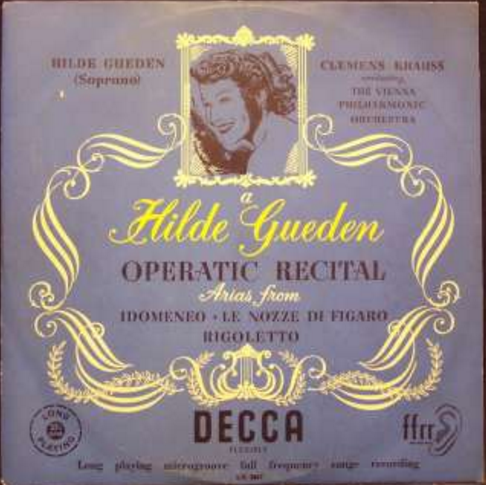 HILDE GUEDEN
(Soprano)
CLEMENS KRAUSS
conducting
THE VIENNA
PHILHARMONIC
ORCHESTRA
a
Hilde Gueden
OPERATIC RECITAL
Arias from
IDOMENEO · LE NOZZE DI FIGARO
RIGOLETTO
LONG
PLAYING
DECCA
ffrr
Long playing microgroove full frequency range recording